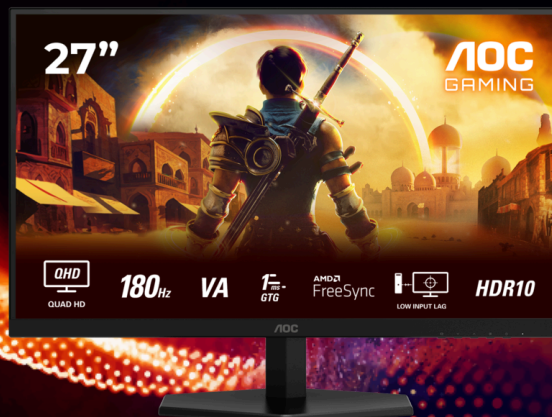 27”
AOC
GAMING
QHD
QUAD HD
180Hz
VA
1ms
GTG
AMD
FreeSync
LOW INPUT LAG
HDR10
AOC